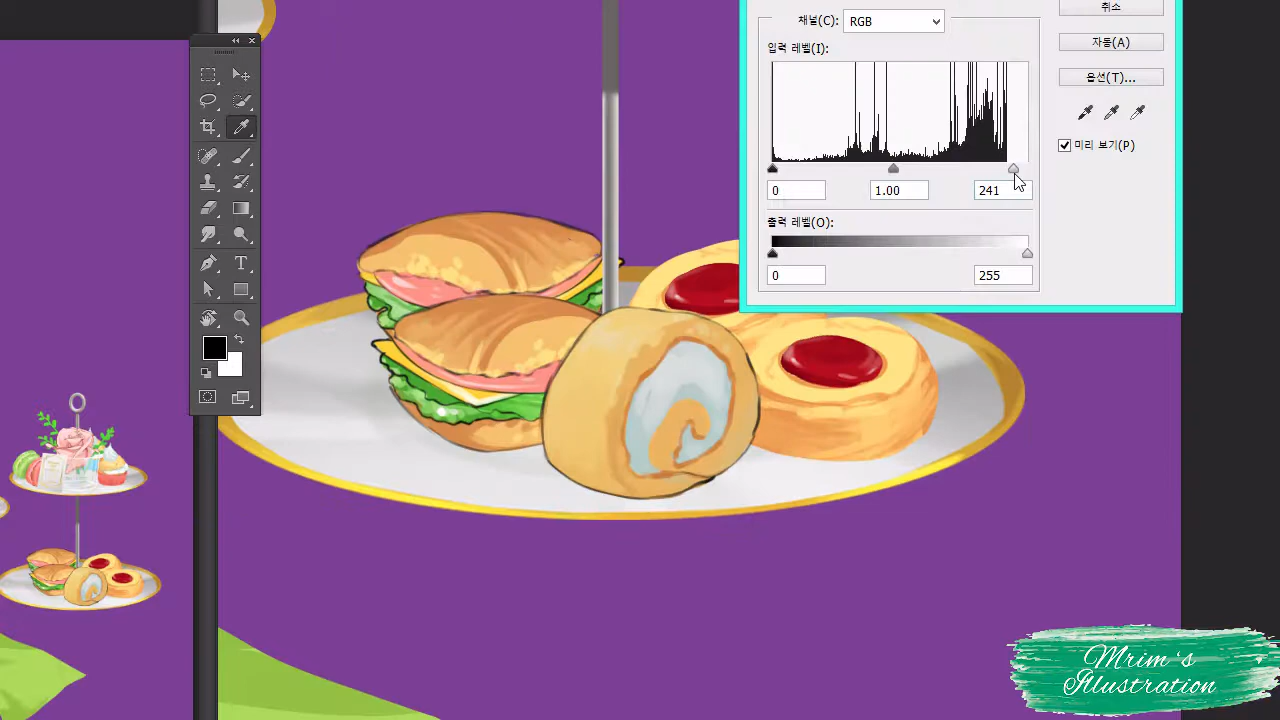 채널(C): RGB
취소
입력 레벨(I):
자동(A)
옵션(T)...
미리 보기(P)
0 1.00 241
출력 레벨(O):
0 255
T
Mrim's
Illustration